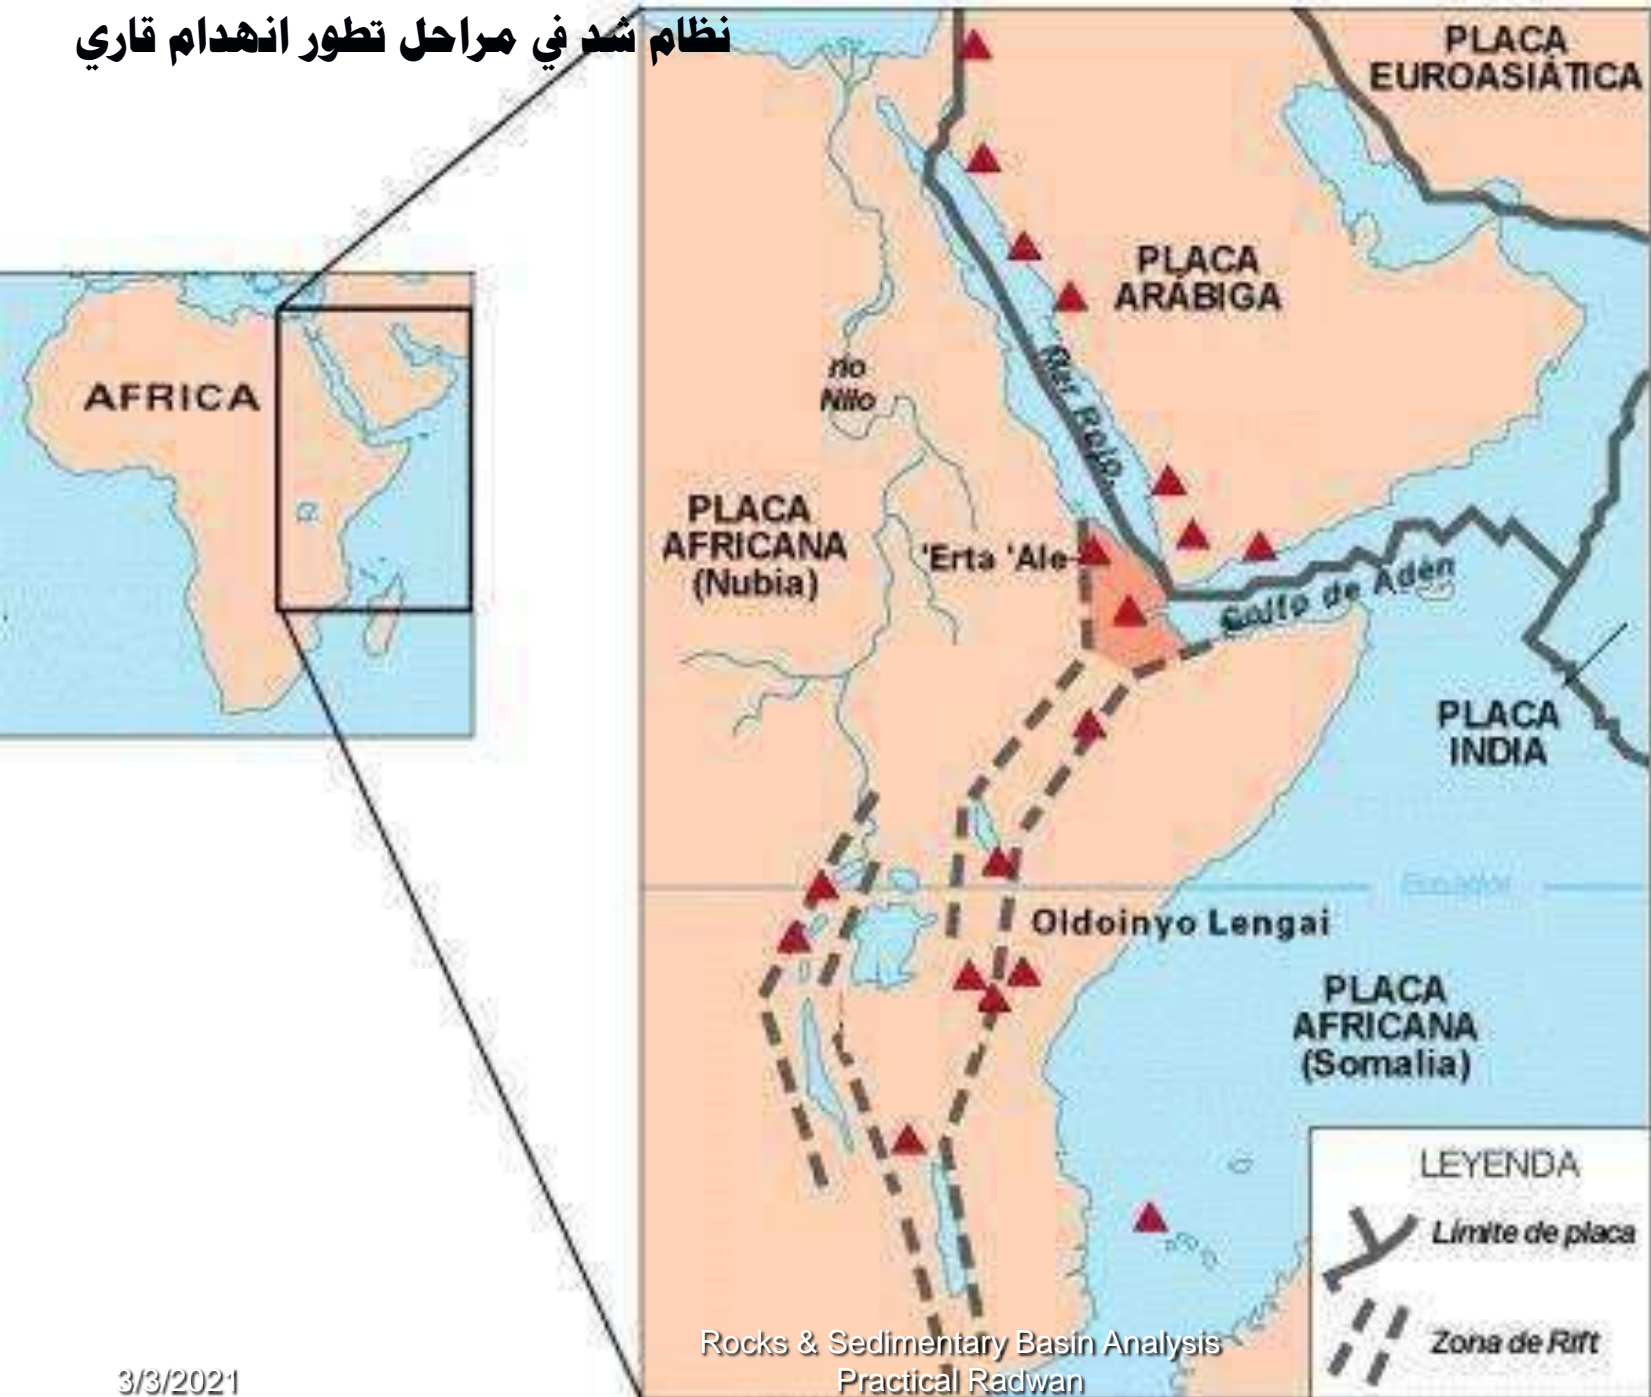 نظام شد في مراحل تطور انهدام قاري
PLACA
EUROASIÁTICA
PLACA
ARÁBIGA
AFRICA
río
Nilo
Mar Rojo
PLACA
AFRICANA
(Nubia)
'Erta 'Ale
Golfo de Adén
PLACA
INDIA
Ecuador
Oldoinyo Lengai
PLACA
AFRICANA
(Somalia)
LEYENDA
Límite de placa
Zona de Rift
Rocks & Sedimentary Basin Analysis
Practical Radwan
3/3/2021